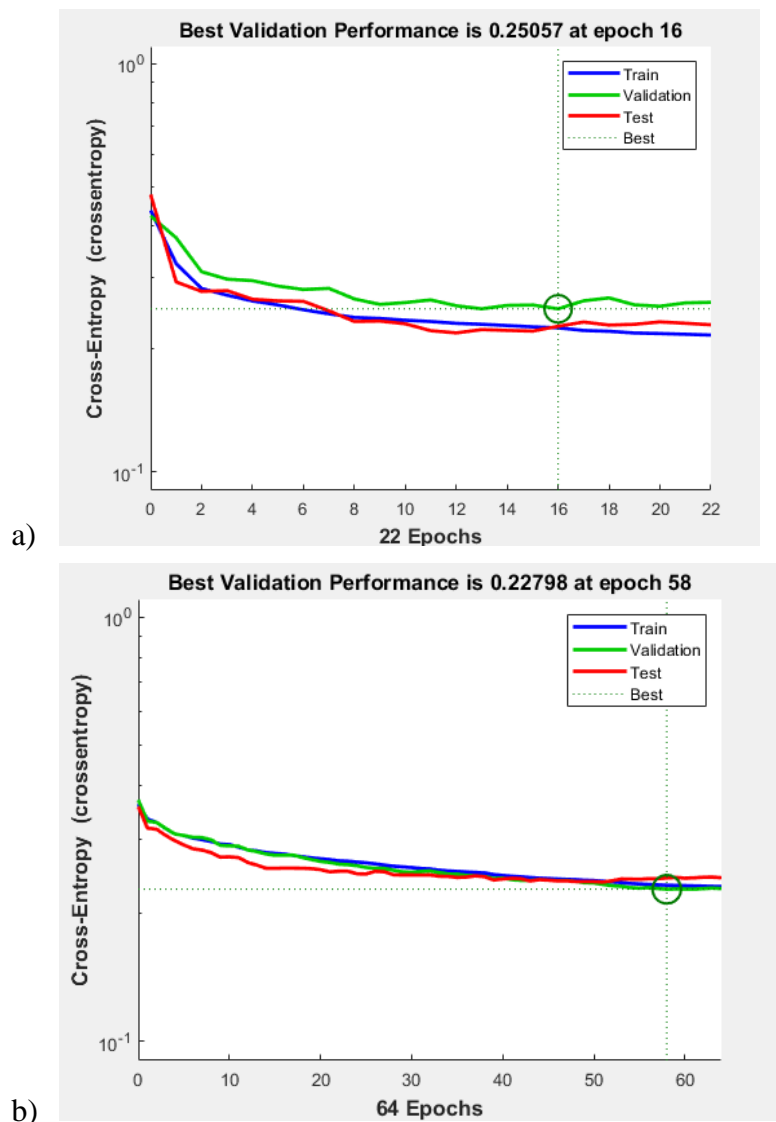 Best Validation Performance is 0.25057 at epoch 16
10^0
Train
Validation
Test
Best
Cross-Entropy (crossentropy)
10^-1
0 2 4 6 8 10 12 14 16 18 20 22
22 Epochs
a)
Best Validation Performance is 0.22798 at epoch 58
10^0
Train
Validation
Test
Best
Cross-Entropy (crossentropy)
10^-1
0 10 20 30 40 50 60
64 Epochs
b)